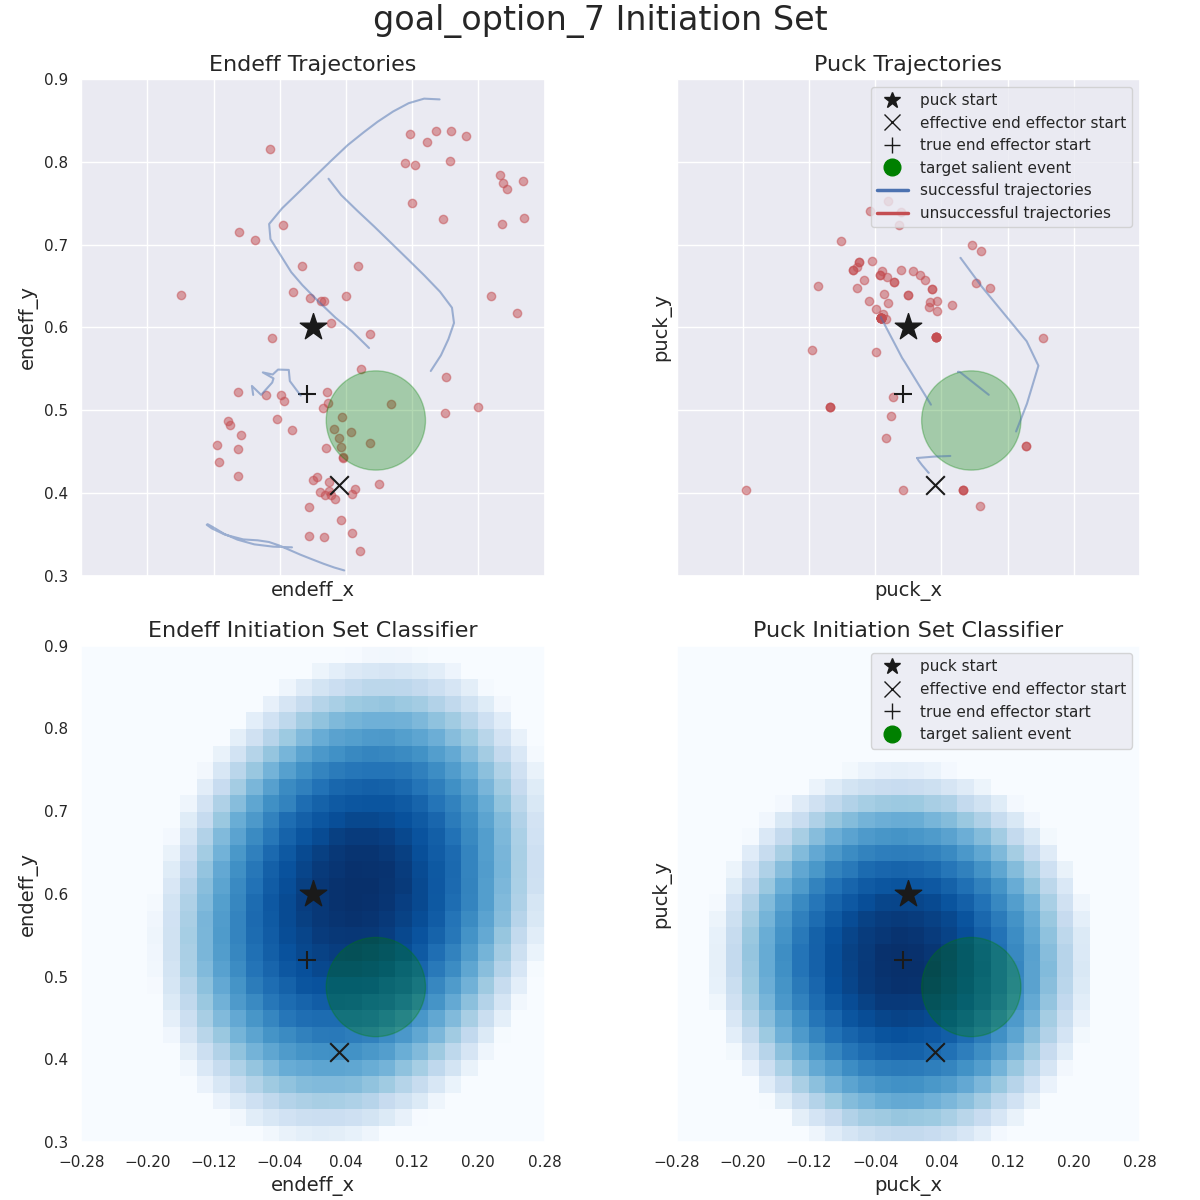 goal_option_7 Initiation Set
Endeff Trajectories
0.9
0.8
0.7
0.6
0.5
0.4
0.3
endeff_y
endeff_x
Puck Trajectories
puck start
effective end effector start
true end effector start
target salient event
successful trajectories
unsuccessful trajectories
puck_y
puck_x
Endeff Initiation Set Classifier
0.9
0.8
0.7
0.6
0.5
0.4
0.3
endeff_y
−0.28 −0.20 −0.12 −0.04 0.04 0.12 0.20 0.28
endeff_x
Puck Initiation Set Classifier
puck start
effective end effector start
true end effector start
target salient event
puck_y
−0.28 −0.20 −0.12 −0.04 0.04 0.12 0.20 0.28
puck_x